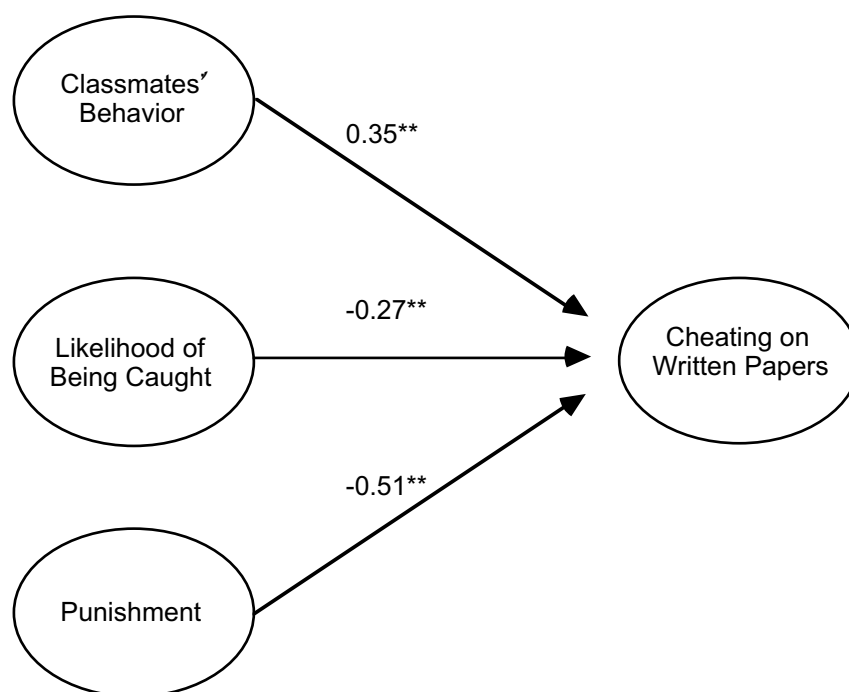 Classmates'
Behavior
0.35**
-0.27**
Likelihood of
Being Caught
Cheating on
Written Papers
-0.51**
Punishment